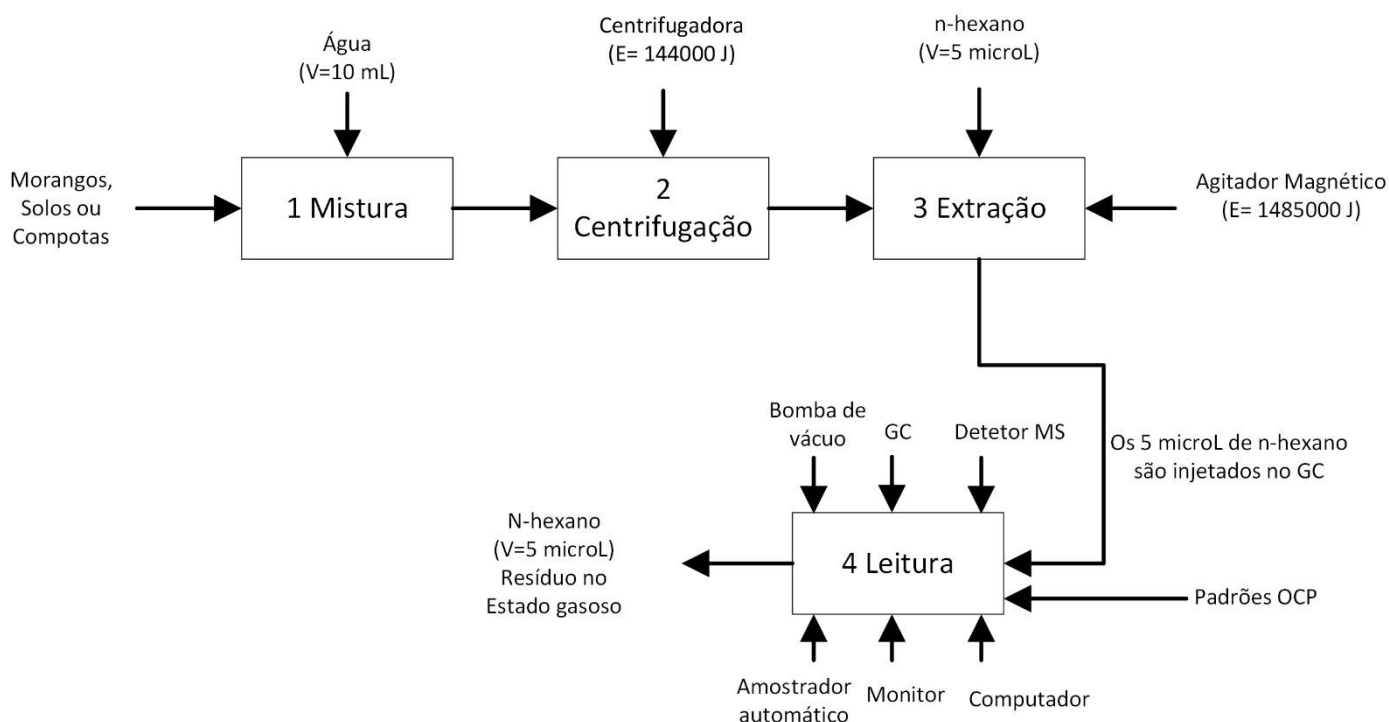 Água
(V=10 mL)
Centrifugadora
(E= 144000 J)
n-hexano
(V=5 microL)
Morangos,
Solos ou
Compotas
1 Mistura
2
Centrifugação
3 Extração
Agitador Magnético
(E= 1485000 J)
Os 5 microL de n-hexano
são injetados no GC
Bomba de
vácuo
GC
Detetor MS
N-hexano
(V=5 microL)
Resíduo no
Estado gasoso
4 Leitura
Padrões OCP
Amostrador
automático
Monitor
Computador